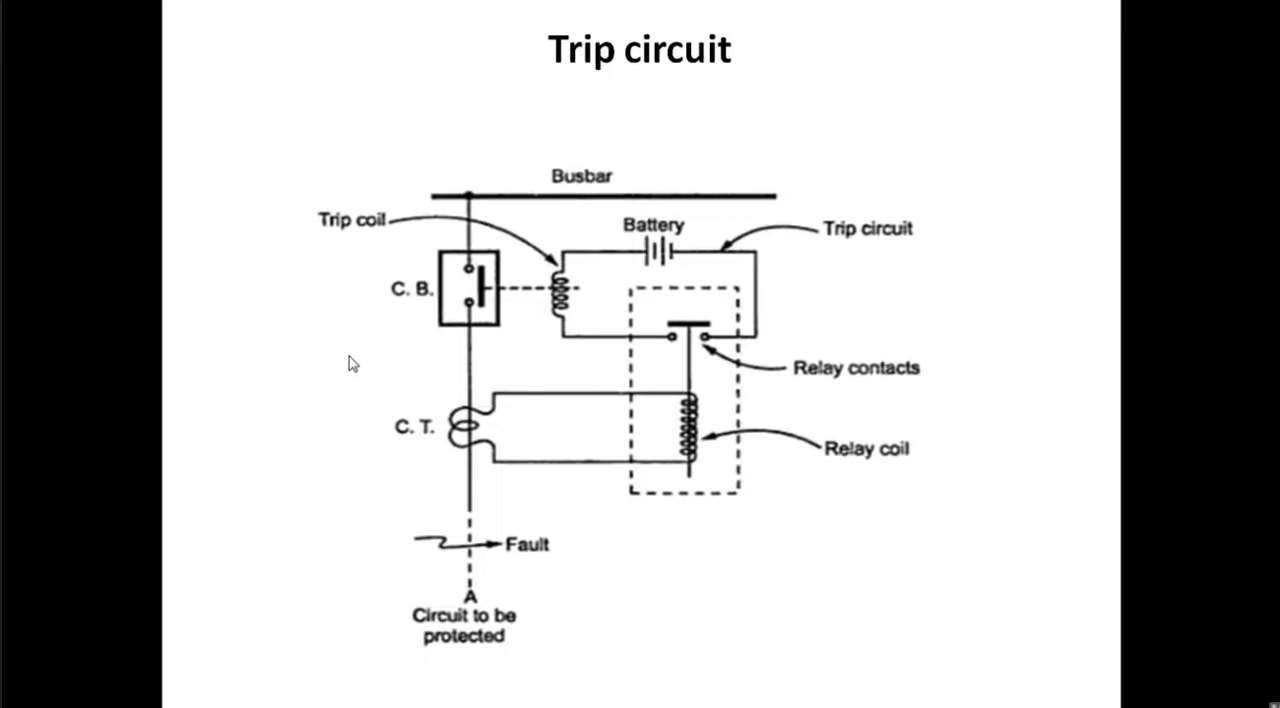 Trip circuit
Busbar
Trip coil
Battery
Trip circuit
C. B.
Relay contacts
C. T.
Relay coil
Fault
A
Circuit to be
protected